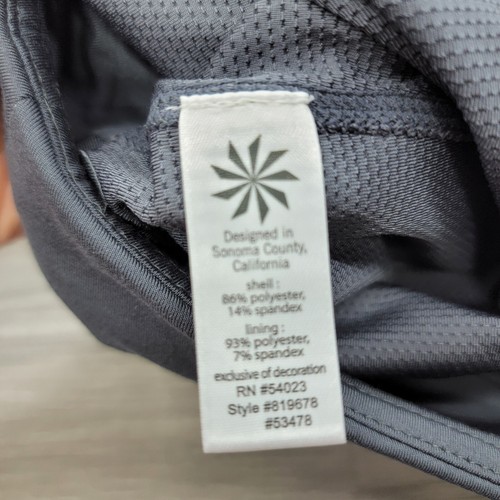 Designed in
Sonoma County,
California
shell :
86% polyester,
14% spandex
lining :
93% polyester,
7% spandex
exclusive of decoration
RN #54023
Style #819678
#53478